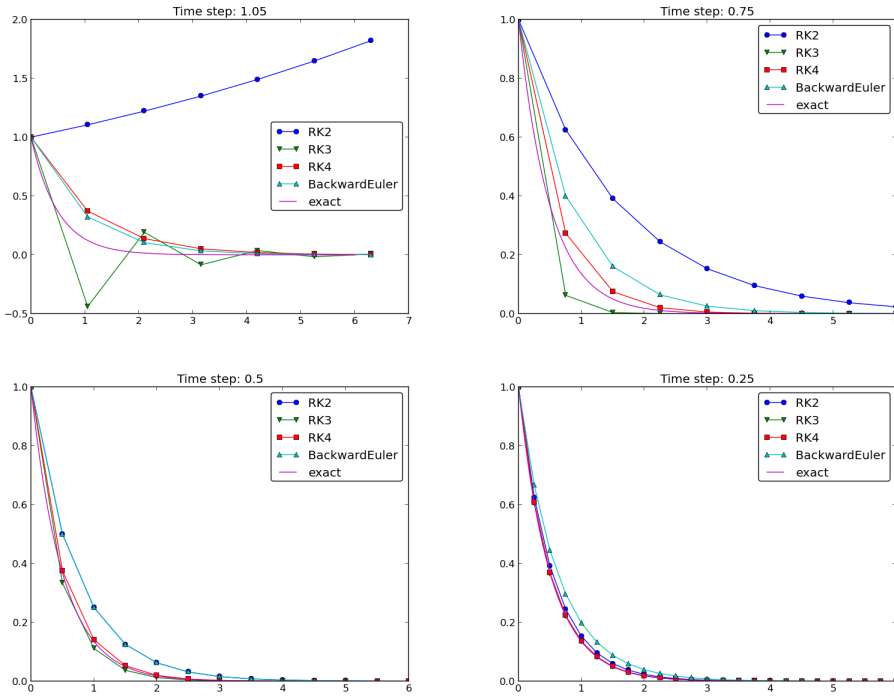 Time step: 1.05
2.0
1.5
1.0
0.5
0.0
−0.5
0 1 2 3 4 5 6 7
RK2
RK3
RK4
BackwardEuler
exact
Time step: 0.75
1.0
0.8
0.6
0.4
0.2
0.0
0 1 2 3 4 5
RK2
RK3
RK4
BackwardEuler
exact
Time step: 0.5
1.0
0.8
0.6
0.4
0.2
0.0
0 1 2 3 4 5 6
RK2
RK3
RK4
BackwardEuler
exact
Time step: 0.25
1.0
0.8
0.6
0.4
0.2
0.0
0 1 2 3 4 5
RK2
RK3
RK4
BackwardEuler
exact